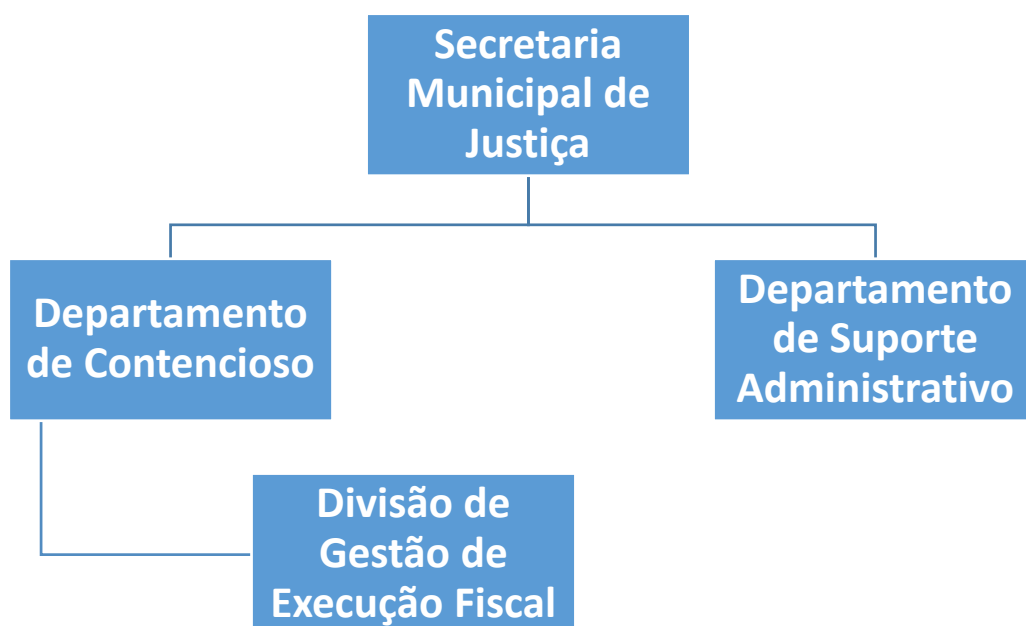 Secretaria
Municipal de
Justiça
Departamento
de Contencioso
Departamento
de Suporte
Administrativo
Divisão de
Gestão de
Execução Fiscal